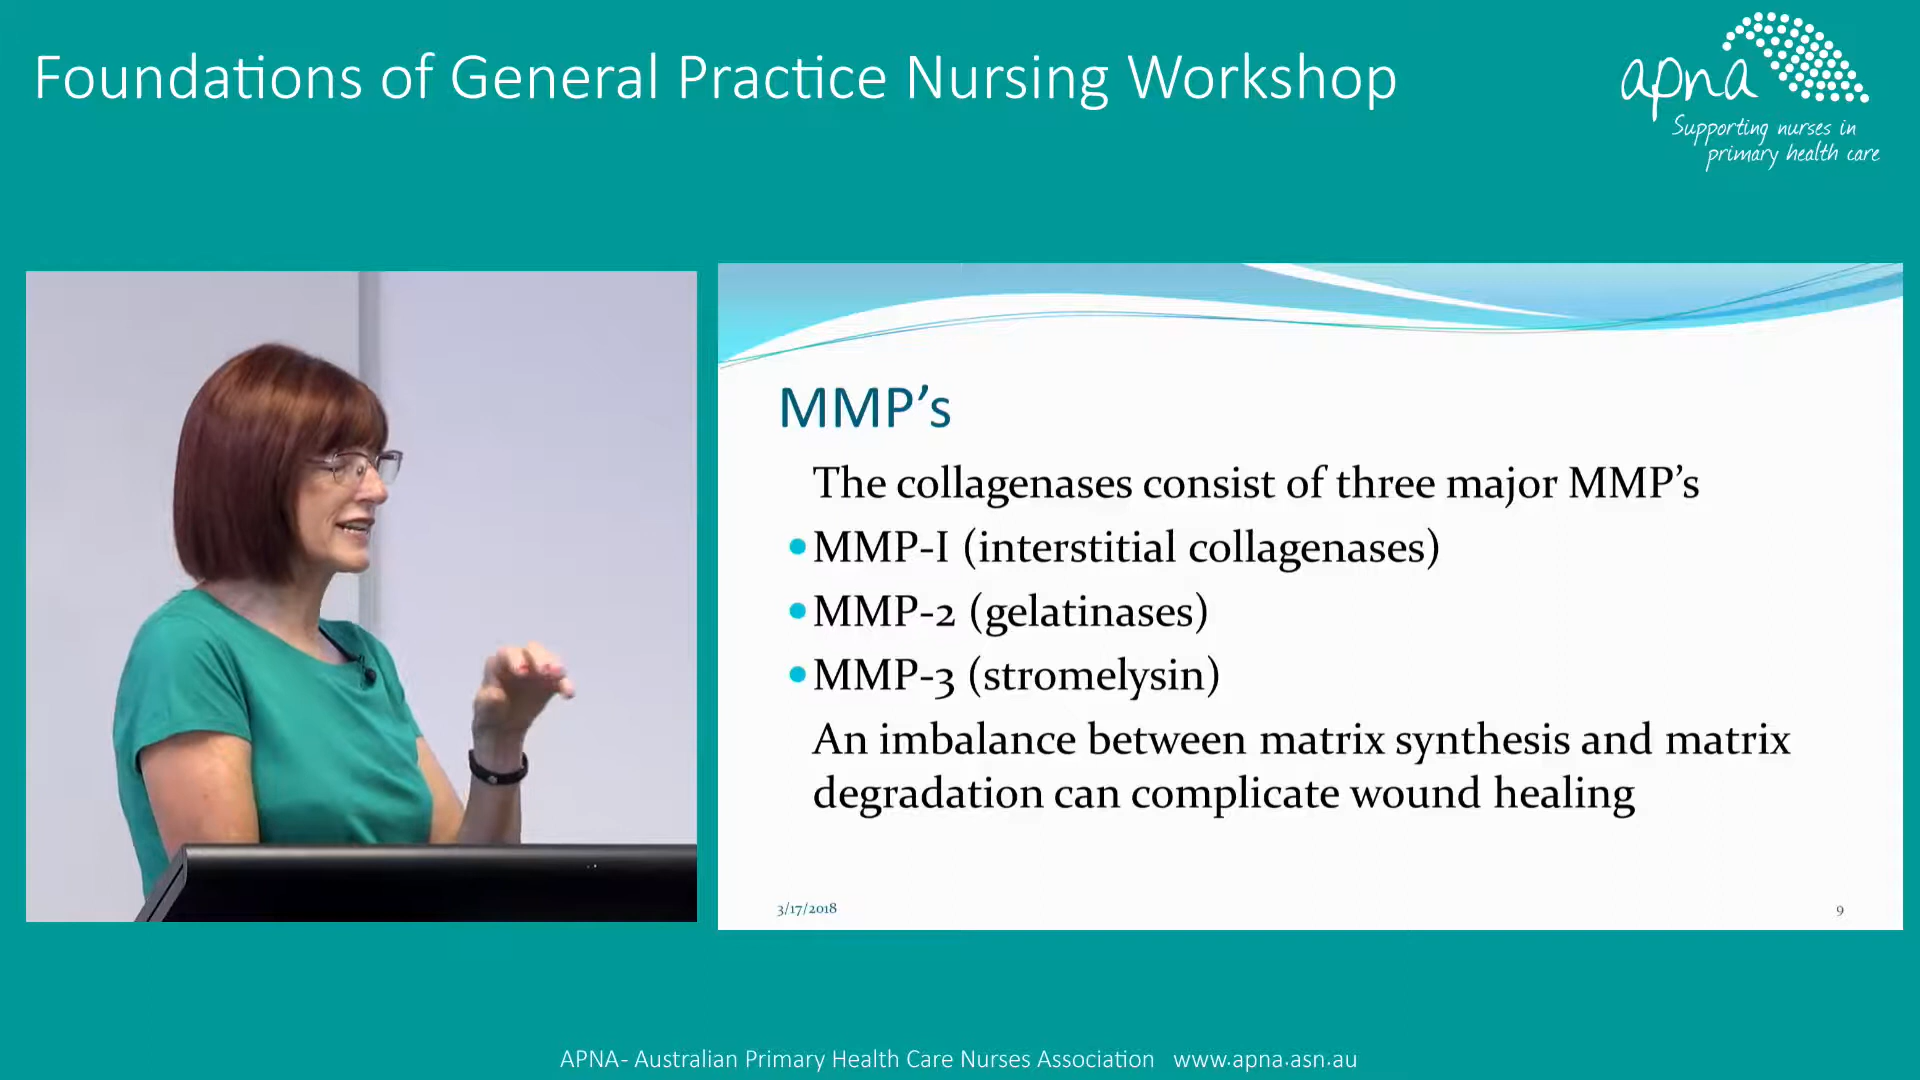 Foundations of General Practice Nursing Workshop
apna
Supporting nurses in
primary health care
MMP’s
The collagenases consist of three major MMP’s
•MMP-I (interstitial collagenases)
•MMP-2 (gelatinases)
•MMP-3 (stromelysin)
An imbalance between matrix synthesis and matrix
degradation can complicate wound healing
3/17/2018
9
APNA- Australian Primary Health Care Nurses Association www.apna.asn.au